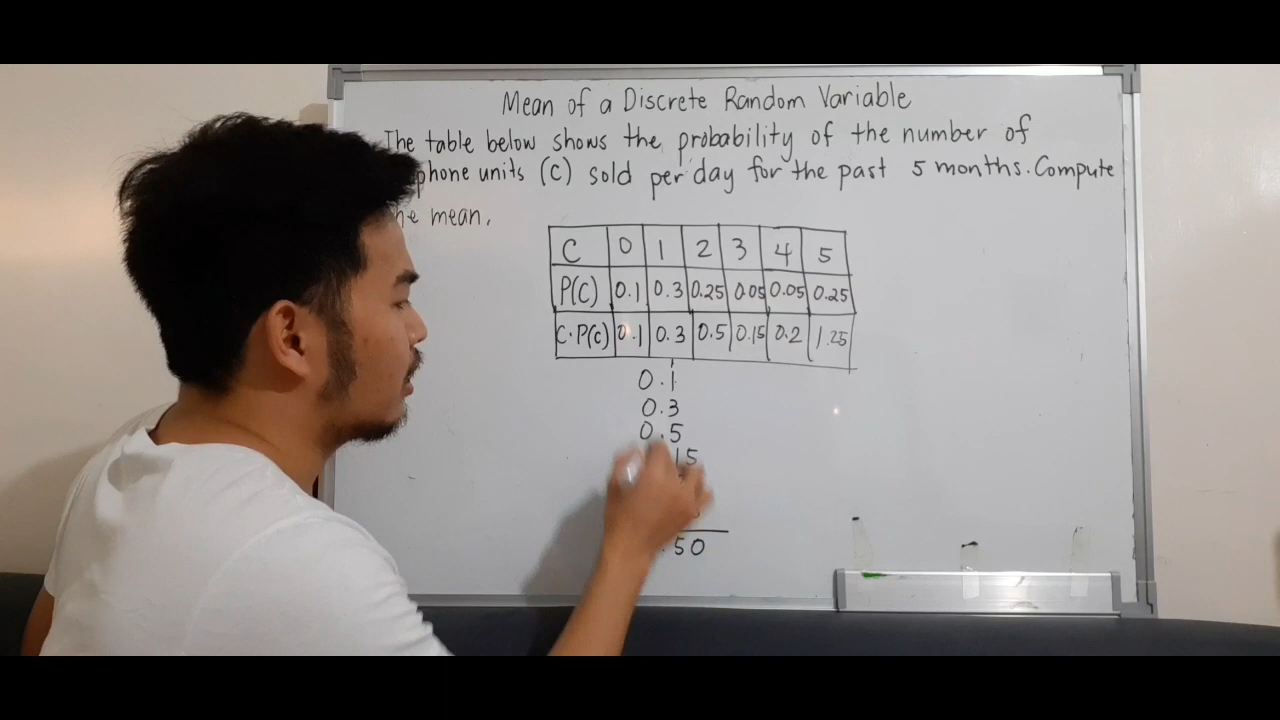 Mean of a Discrete Random Variable
The table below shows the probability of the number of
phone units (C) sold per day for the past 5 months. Compute
mean.
C 0 1 2 3 4 5
P(C) 0.1 0.3 0.25 0.05 0.05 0.25
C·P(C) 0.1 0.3 0.5 0.15 0.2 1.25
0.1
0.3
0.5
15
.50